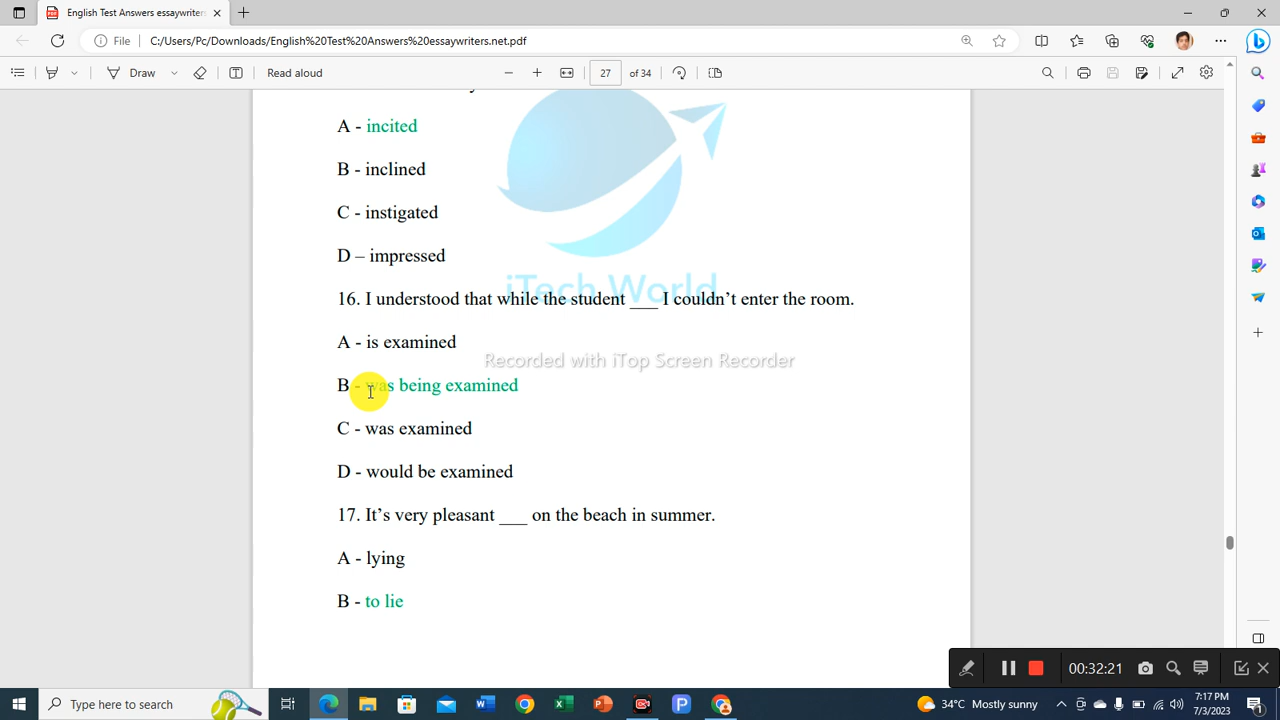 English Test Answers essaywriters
File
C:/Users/Pc/Downloads/English%20Test%20Answers%20essaywriters.net.pdf
Draw
Read aloud
27
of 34
A - incited
B - inclined
C - instigated
D – impressed
iTech World
16. I understood that while the student ___ I couldn't enter the room.
A - is examined
Recorded with iTop Screen Recorder
B - was being examined
C - was examined
D - would be examined
17. It's very pleasant ___ on the beach in summer.
A - lying
B - to lie
00:32:21
Type here to search
34°C Mostly sunny
7:17 PM
7/3/2023